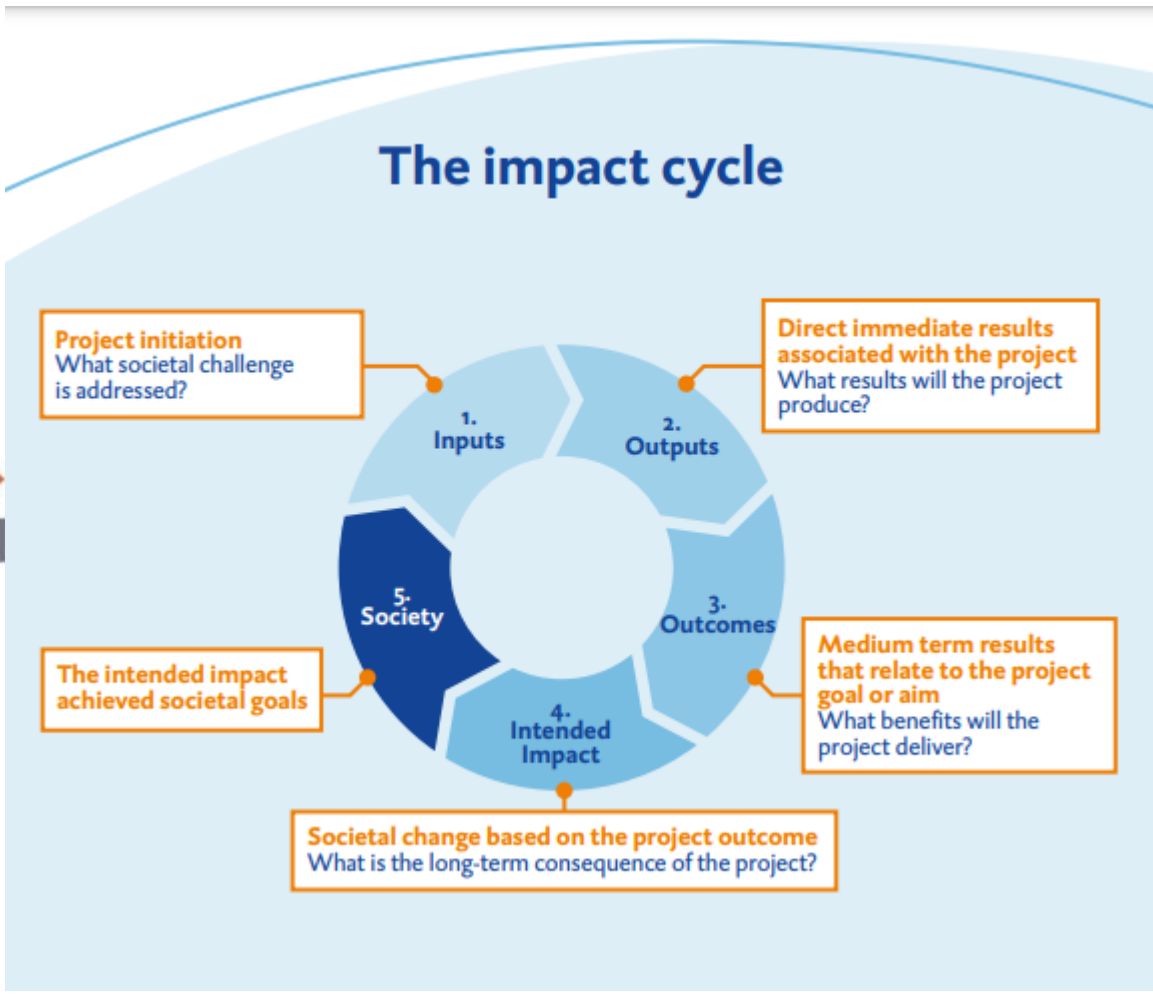 The impact cycle
Project initiation
What societal challenge
is addressed?
Direct immediate results
associated with the project
What results will the project
produce?
1.
Inputs
2.
Outputs
3.
Outcomes
4.
Intended
Impact
5.
Society
Medium term results
that relate to the project
goal or aim
What benefits will the
project deliver?
The intended impact
achieved societal goals
Societal change based on the project outcome
What is the long-term consequence of the project?